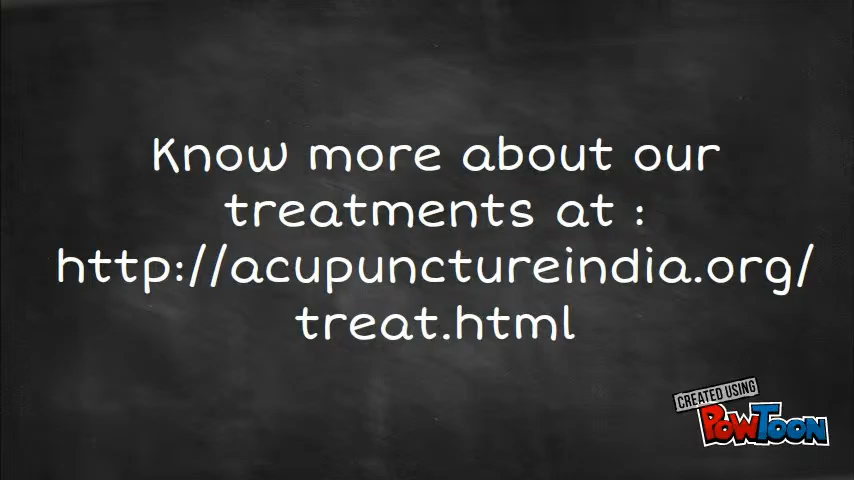 Know more about our
treatments at :
http://acupunctureindia.org/
treat.html
CREATED USING
POWTOON